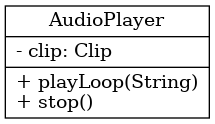 AudioPlayer
- clip: Clip
+ playLoop(String)
+ stop()